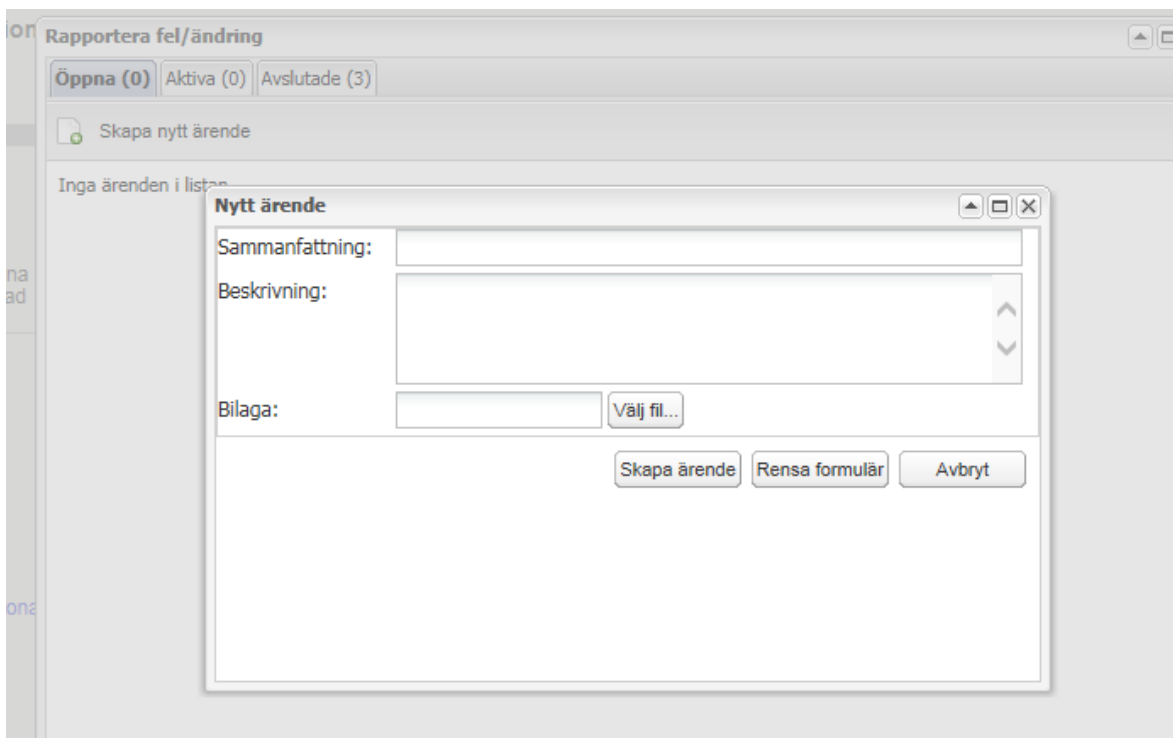 Rapportera fel/ändring
Öppna (0) Aktiva (0) Avslutade (3)
Skapa nytt ärende
Inga ärenden i listan
Nytt ärende
Sammanfattning:
Beskrivning:
Bilaga: Välj fil...
Skapa ärende Rensa formulär Avbryt